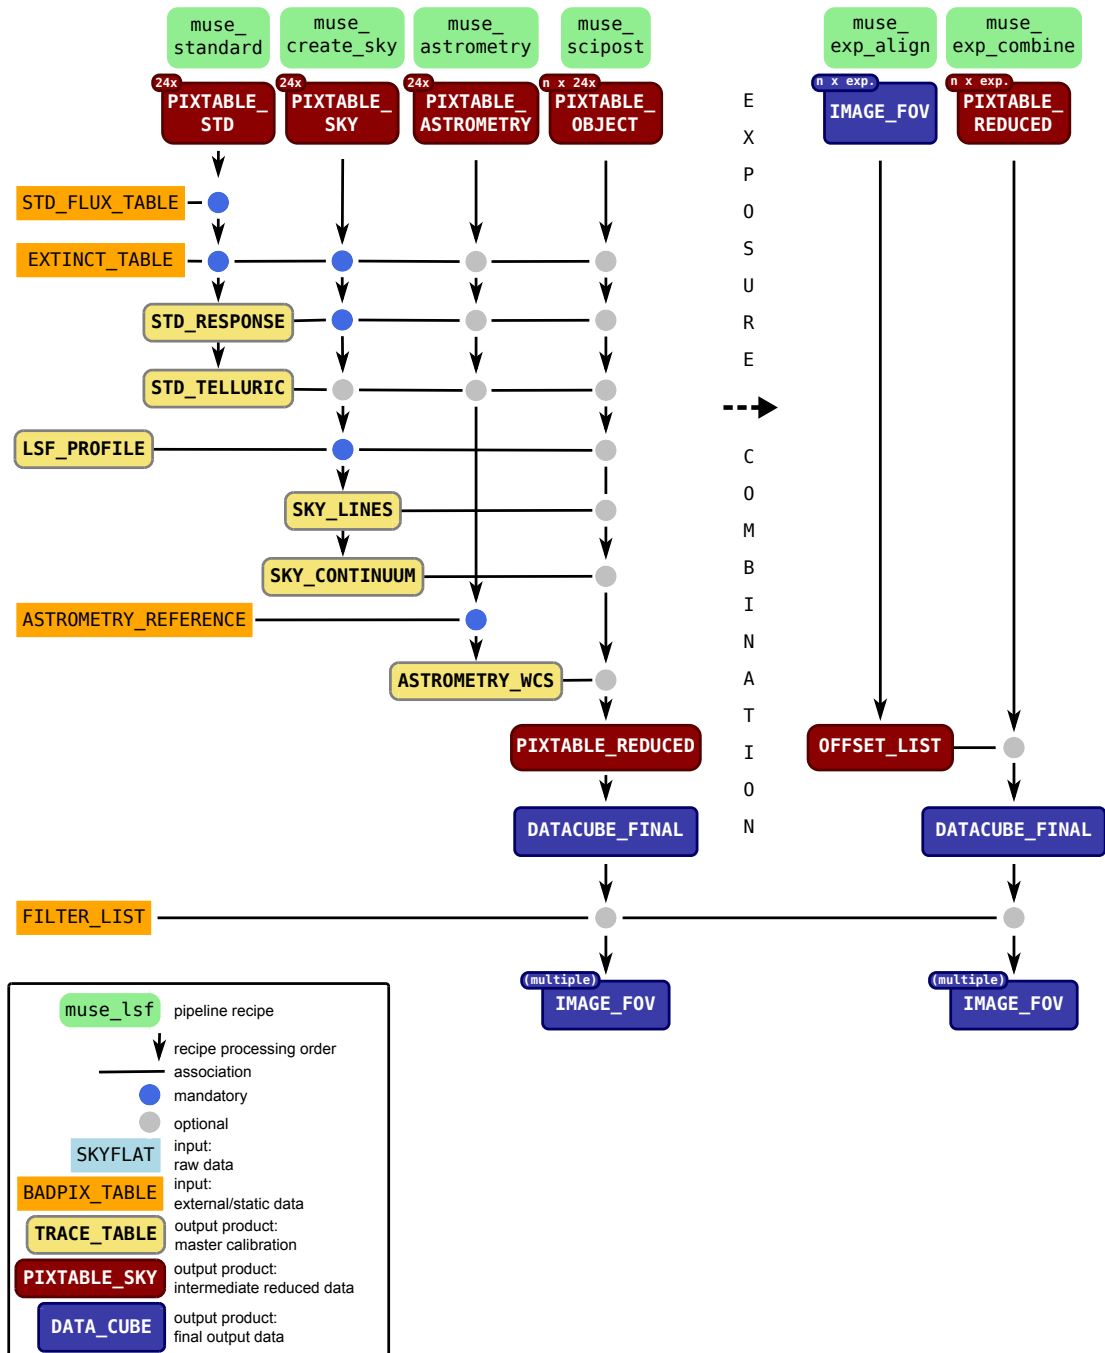 muse_
standard
muse_
create_sky
muse_
astrometry
muse_
scipost
muse_
exp_align
muse_
exp_combine
24x
PIXTABLE_
STD
24x
PIXTABLE_
SKY
24x
PIXTABLE_
ASTROMETRY
n x 24x
PIXTABLE_
OBJECT
n x exp.
IMAGE_FOV
n x exp.
PIXTABLE_
REDUCED
EXPOSURE
COMBINATION
STD_FLUX_TABLE
EXTINCT_TABLE
STD_RESPONSE
STD_TELLURIC
LSF_PROFILE
SKY_LINES
SKY_CONTINUUM
ASTROMETRY_REFERENCE
ASTROMETRY_WCS
PIXTABLE_REDUCED
OFFSET_LIST
DATACUBE_FINAL
DATACUBE_FINAL
FILTER_LIST
(multiple)
IMAGE_FOV
(multiple)
IMAGE_FOV
muse_lsf
pipeline recipe
recipe processing order
association
mandatory
optional
SKYFLAT
input:
raw data
BADPIX_TABLE
input:
external/static data
TRACE_TABLE
output product:
master calibration
PIXTABLE_SKY
output product:
intermediate reduced data
DATA_CUBE
output product:
final output data